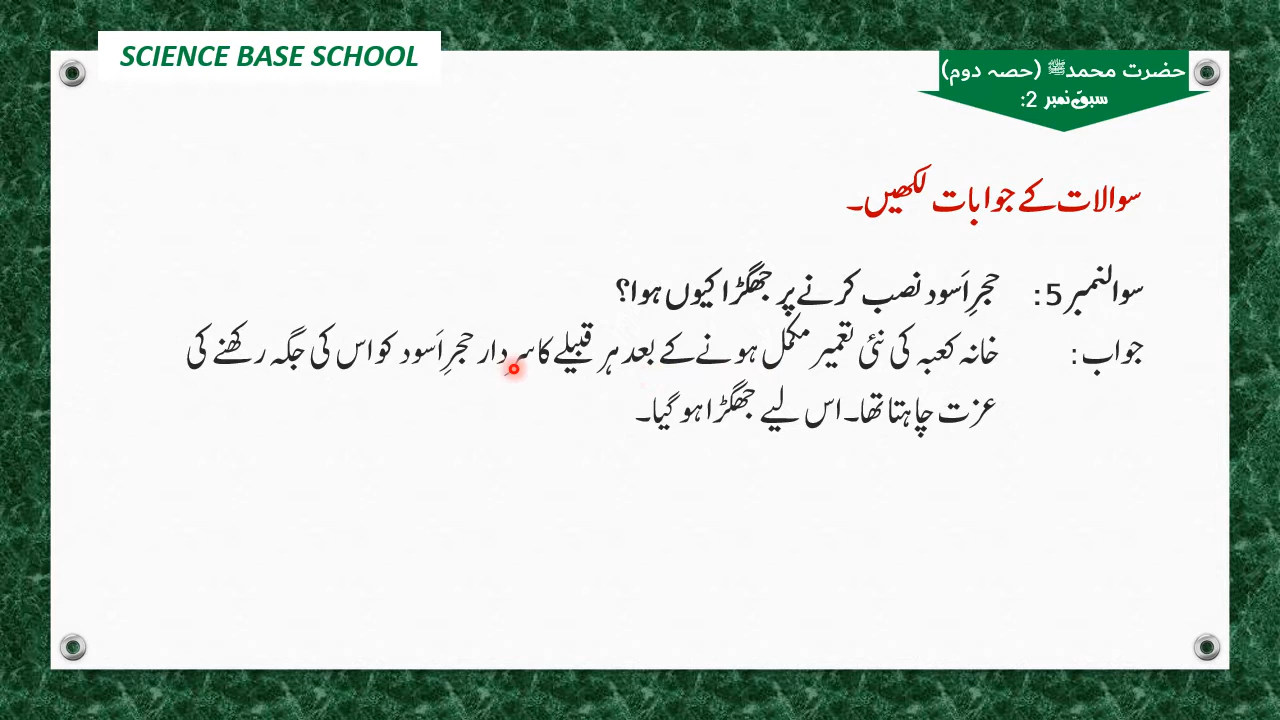 SCIENCE BASE SCHOOL
حضرت محمدﷺ (حصہ دوم)
سبق نمبر 2:
سوالات کے جوابات لکھیں۔
سوالنمبر 5: حجرِاَسود نصب کرنے پر جھگڑا کیوں ہوا؟
جواب: خانہ کعبہ کی نئی تعمیر مکمل ہونے کے بعد ہر قبیلے کا سردار حجرِاَسود کو اس کی جگہ رکھنے کی
عزت چاہتا تھا۔ اس لیے جھگڑا ہو گیا۔